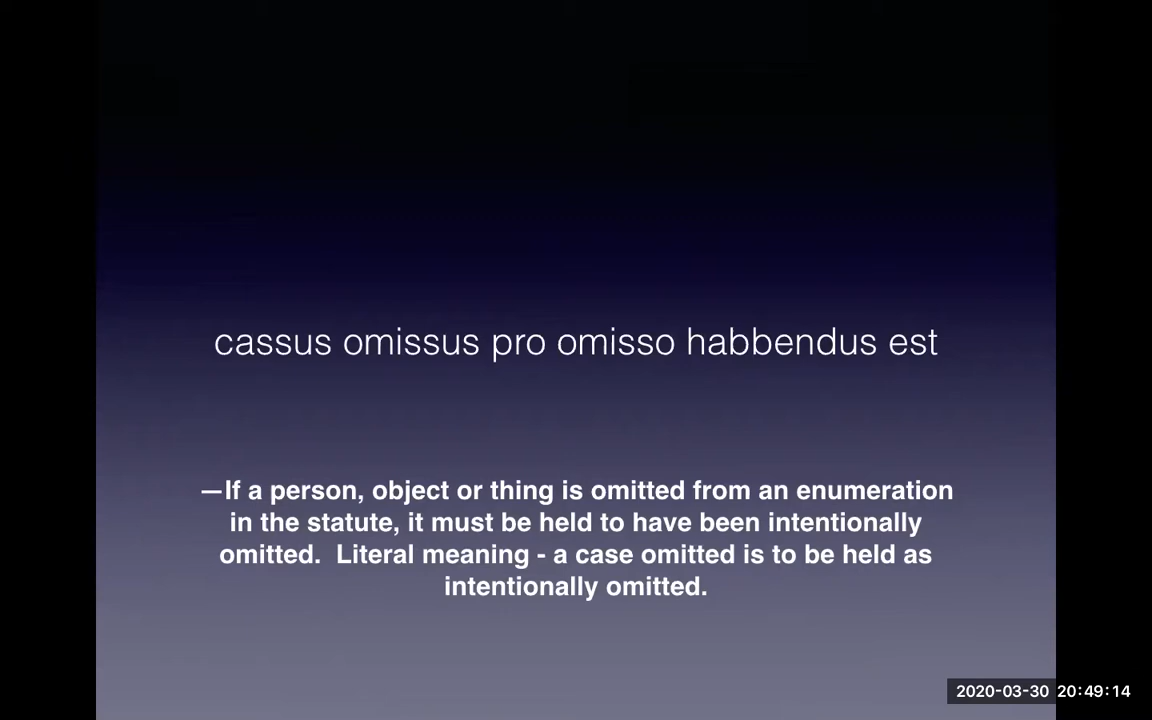 cassus omissus pro omisso habbendus est
—If a person, object or thing is omitted from an enumeration
in the statute, it must be held to have been intentionally
omitted.  Literal meaning - a case omitted is to be held as
intentionally omitted.
2020-03-30 20:49:14